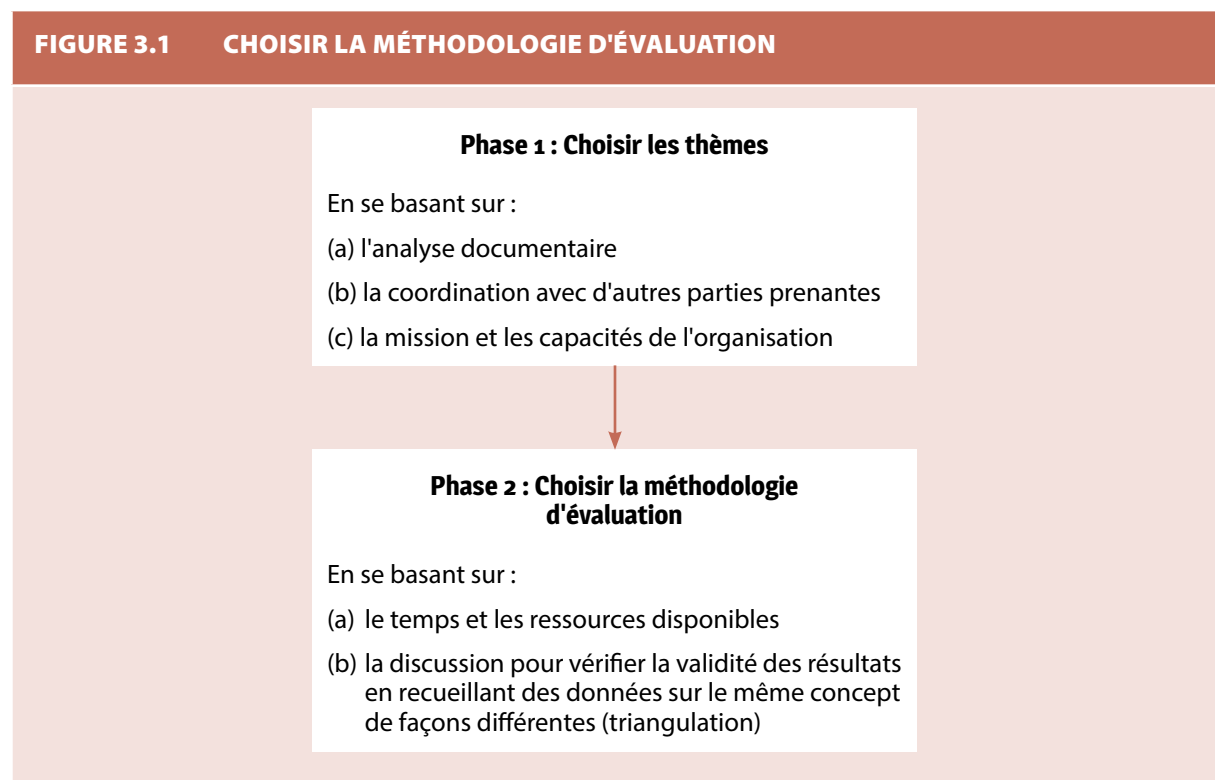 FIGURE 3.1 CHOISIR LA MÉTHODOLOGIE D'ÉVALUATION
Phase 1 : Choisir les thèmes
En se basant sur :
(a) l'analyse documentaire
(b) la coordination avec d'autres parties prenantes
(c) la mission et les capacités de l'organisation
Phase 2 : Choisir la méthodologie
d'évaluation
En se basant sur :
(a) le temps et les ressources disponibles
(b) la discussion pour vérifier la validité des résultats
en recueillant des données sur le même concept
de façons différentes (triangulation)